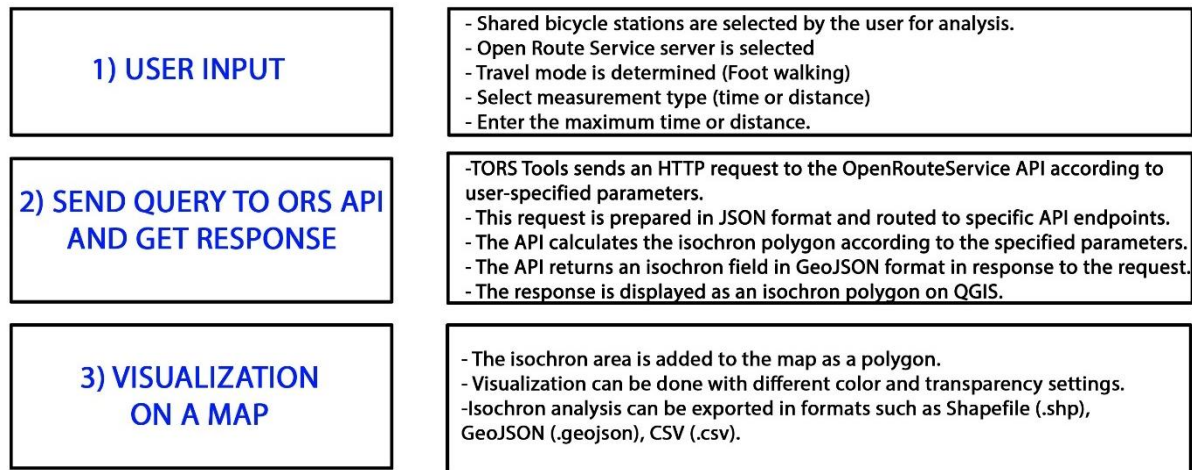 1) USER INPUT
- Shared bicycle stations are selected by the user for analysis.
- Open Route Service server is selected
- Travel mode is determined (Foot walking)
- Select measurement type (time or distance)
- Enter the maximum time or distance.
2) SEND QUERY TO ORS API
AND GET RESPONSE
-TORS Tools sends an HTTP request to the OpenRouteService API according to
user-specified parameters.
- This request is prepared in JSON format and routed to specific API endpoints.
- The API calculates the isochron polygon according to the specified parameters.
- The API returns an isochron field in GeoJSON format in response to the request.
- The response is displayed as an isochron polygon on QGIS.
3) VISUALIZATION
ON A MAP
- The isochron area is added to the map as a polygon.
- Visualization can be done with different color and transparency settings.
-Isochron analysis can be exported in formats such as Shapefile (.shp),
GeoJSON (.geojson), CSV (.csv).